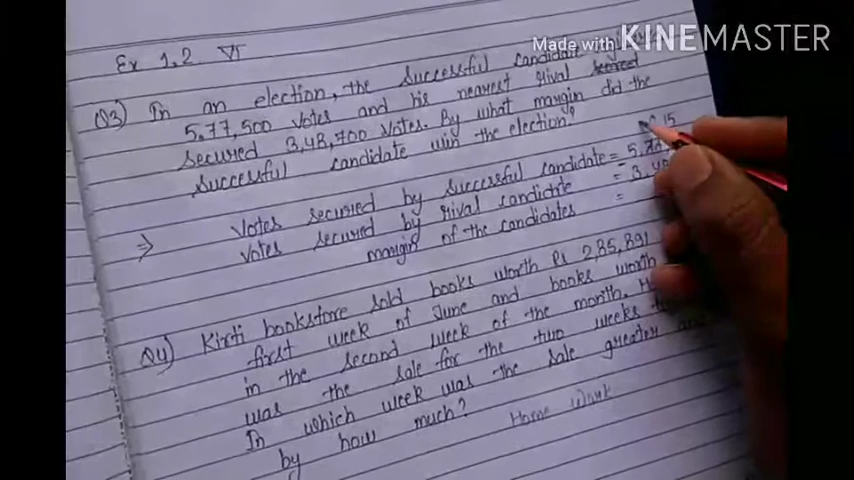 Made with KINEMASTER
Ex 1.2 VI
Q3) In an election, the successful candidate
5,77,500 votes and his nearest rival secured
secured 3,48,700 votes. By what margin did the
successful candidate win the election?
15
⇒ Votes secured by successful candidate = 5,
Votes secured by rival candidate = 3,48
margin of the candidates =
Q4) Kirti bookstore sold books worth Rs 2,85,891
first week of June and books worth
in the second week of the month.
was the sale for the two weeks
In which week was the sale greater and
by how much?
Home Work